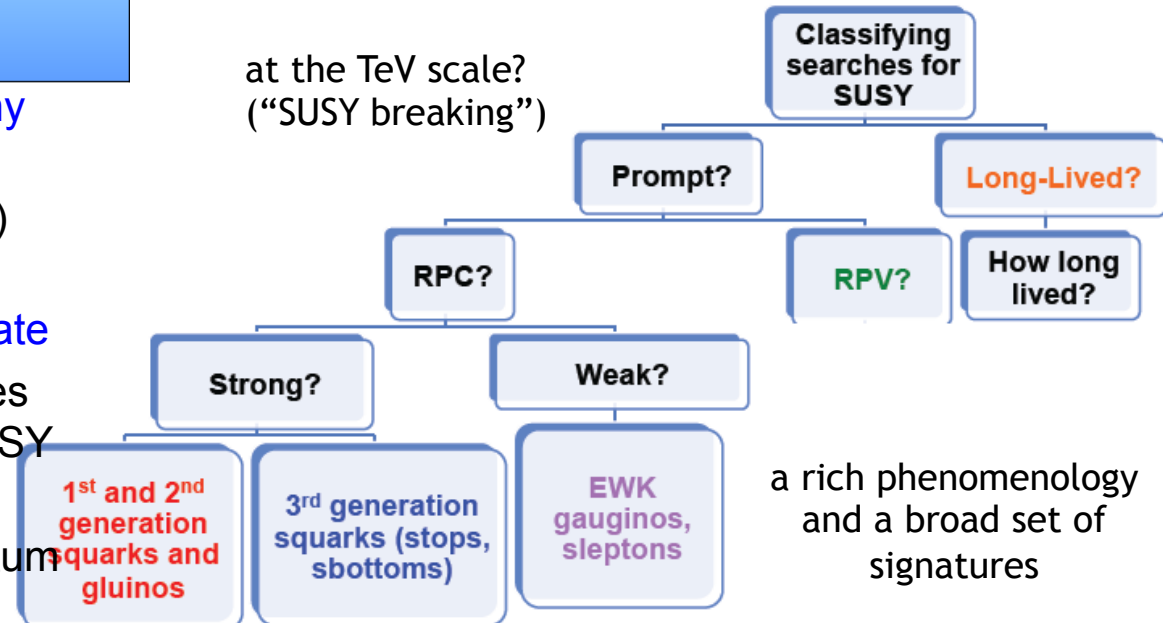 at the TeV scale?
(“SUSY breaking”)
Classifying
searches for
SUSY
Prompt?
Long-Lived?
RPC?
RPV?
How long
lived?
Strong?
Weak?
1st and 2nd
generation
squarks and
gluinos
3rd generation
squarks (stops,
sbottoms)
EWK
gauginos,
sleptons
a rich phenomenology
and a broad set of
signatures